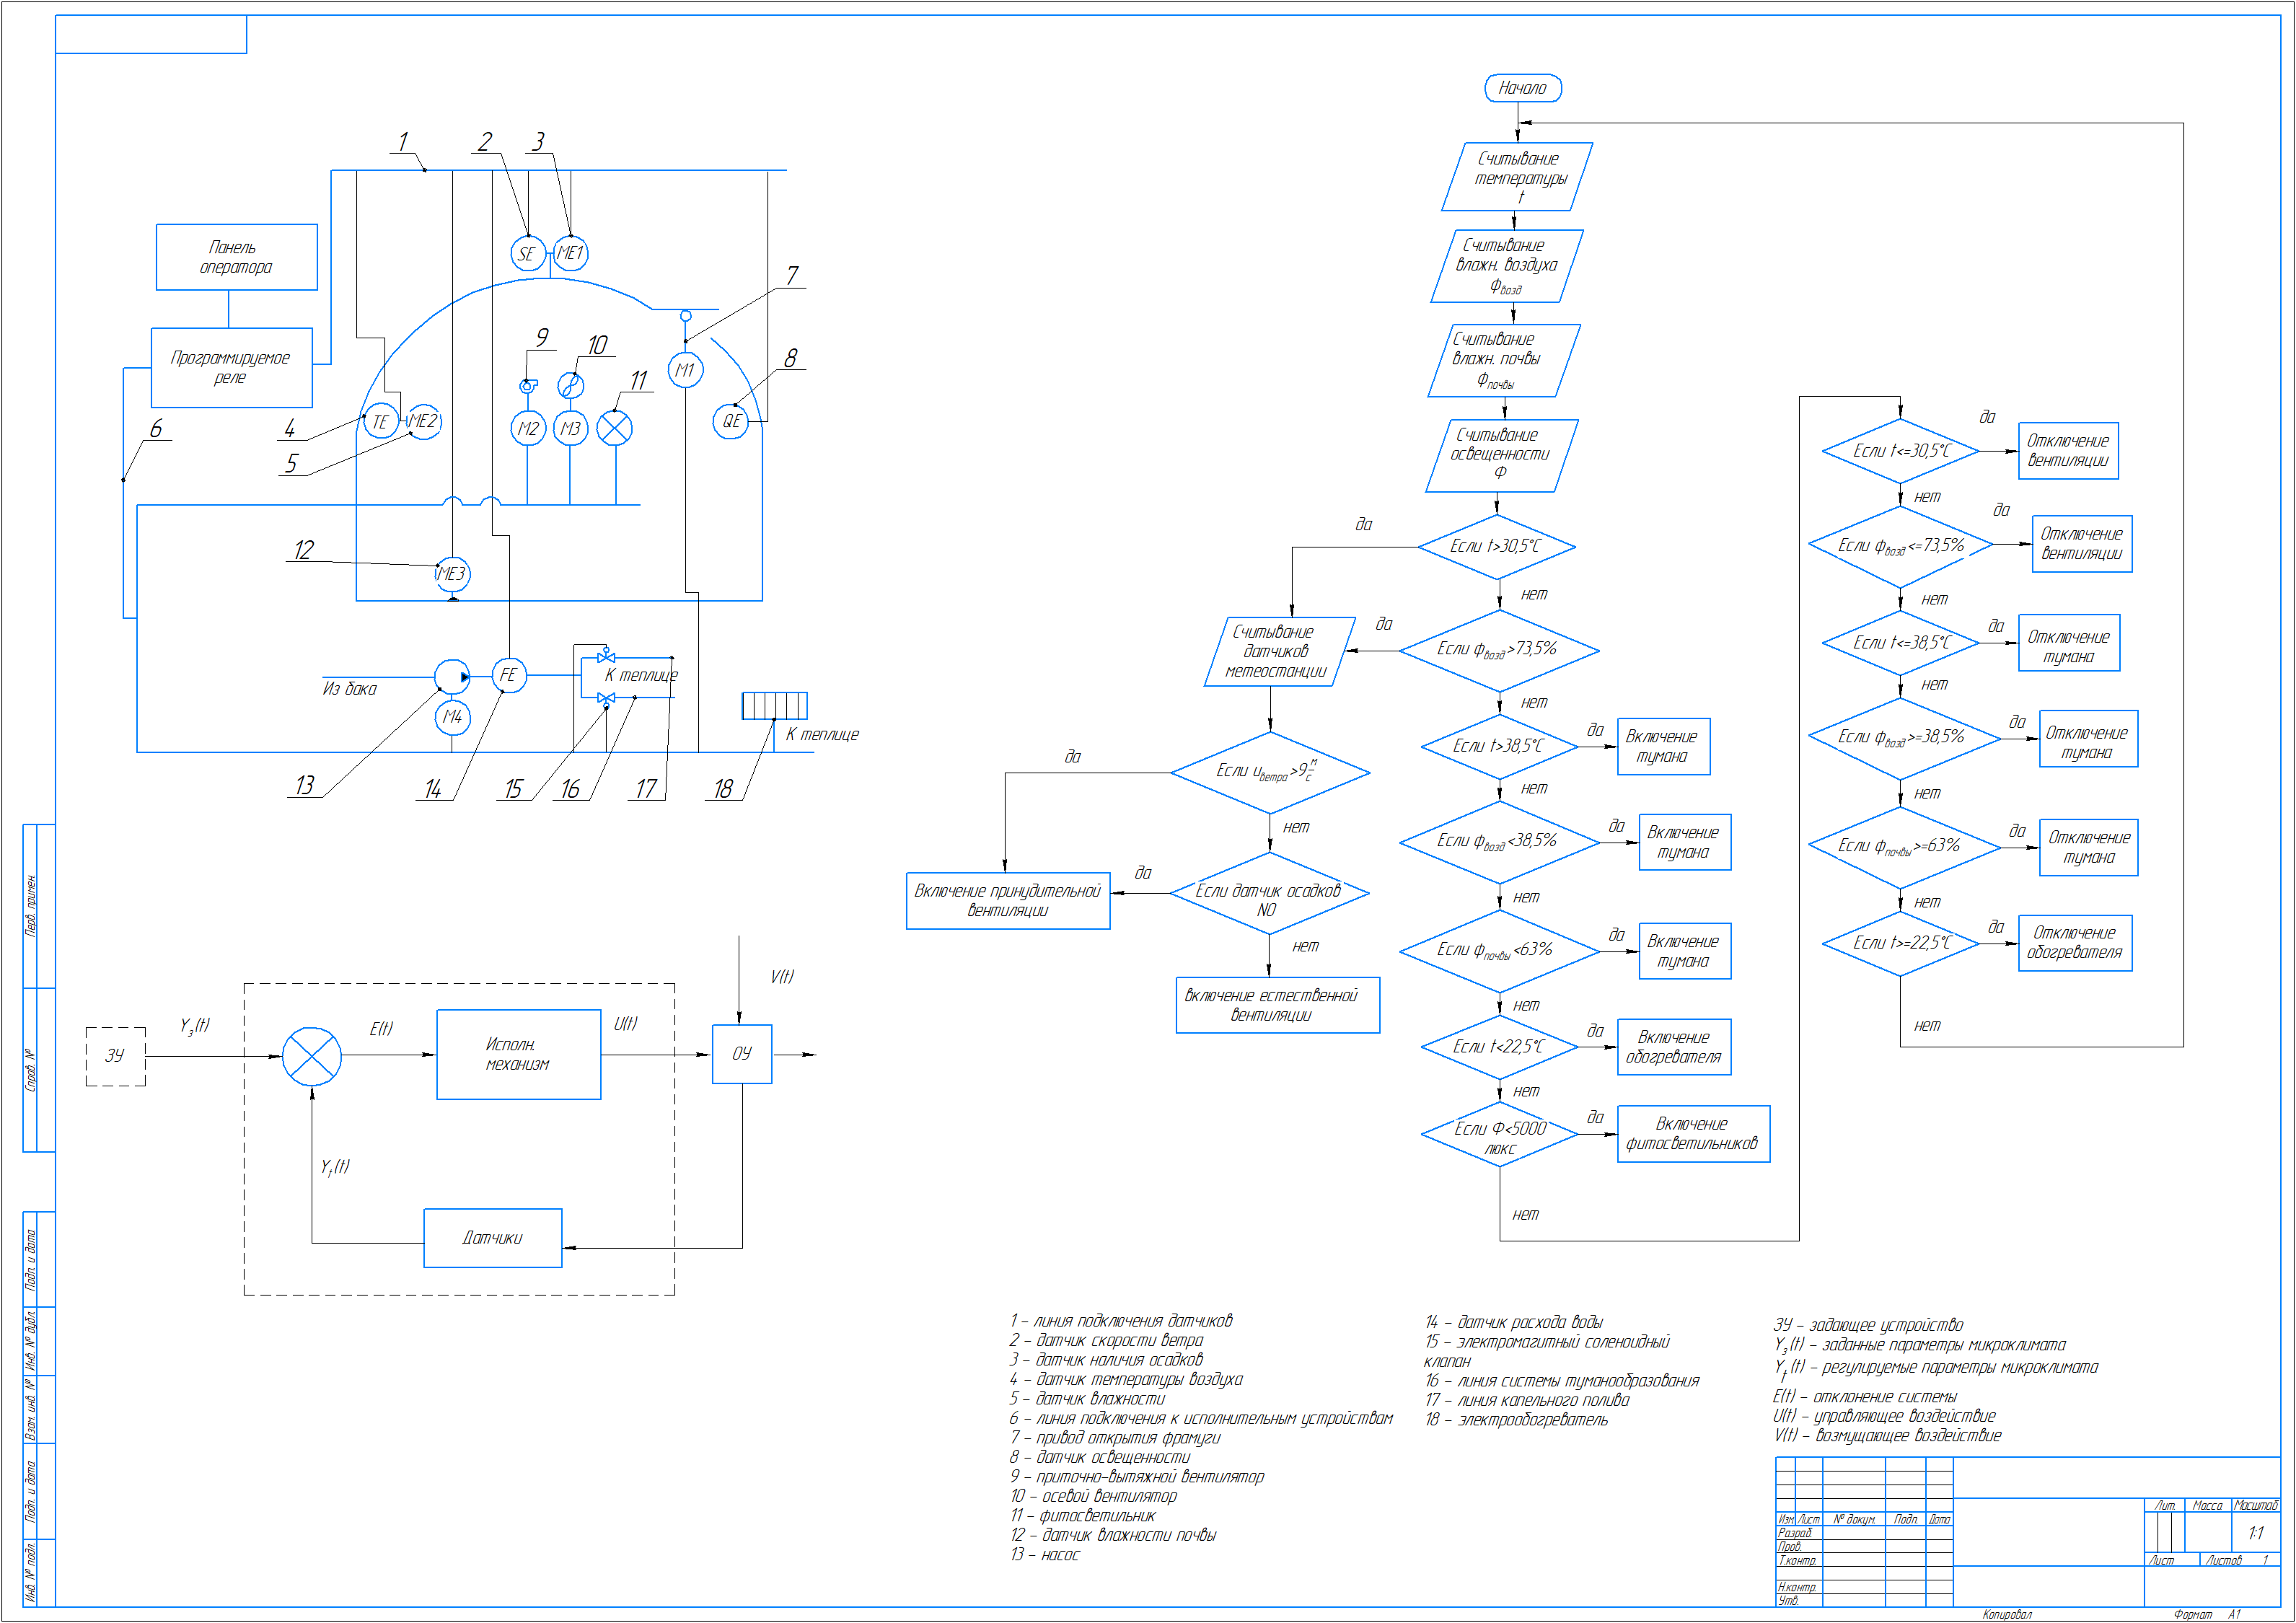 1
2
3
Панель
оператора
Программируемое
реле
SE
ME1
7
9
10
11
M1
8
4
TE
ME2
5
6
M2
M3
QE
12
ME3
Из бака
FE
К теплице
M4
К теплице
13
14
15
16
17
18
ЗУ
Yз(t)
E(t)
Исполн.
механизм
U(t)
V(t)
ОУ
Yt(t)
Датчики
Начало
Считывание
температуры
t
Считывание
влажн. воздуха
Фвозд
Считывание
влажн. почвы
Фпочвы
Считывание
освещенности
Ф
Если t>30,5°C
да
нет
Если φвозд>73,5%
да
нет
Считывание
датчиков
метеостанции
Если uветра>9 м/с
да
нет
Если датчик осадков
NO
да
нет
Включение принудительной
вентиляции
включение естественной
вентиляции
Если t>38,5°C
да
нет
Включение
тумана
Если φвозд<38,5%
да
нет
Включение
тумана
Если φпочвы<63%
да
нет
Включение
тумана
Если t<22,5°C
да
нет
Включение
обогревателя
Если Ф<5000
люкс
да
нет
Включение
фитосветильников
Если t<=30,5°C
да
нет
Отключение
вентиляции
Если φвозд<=73,5%
да
нет
Отключение
вентиляции
Если t<=38,5°C
да
нет
Отключение
тумана
Если φвозд>=38,5%
да
нет
Отключение
тумана
Если φпочвы>=63%
да
нет
Отключение
тумана
Если t>=22,5°C
да
нет
Отключение
обогревателя
1 – линия подключения датчиков
2 – датчик скорости ветра
3 – датчик наличия осадков
4 – датчик температуры воздуха
5 – датчик влажности
6 – линия подключения к исполнительным устройствам
7 – привод открытия фрамуги
8 – датчик освещенности
9 – приточно-вытяжной вентилятор
10 – осевой вентилятор
11 – фитосветильник
12 – датчик влажности почвы
13 – насос
14 – датчик расхода воды
15 – электромагитный соленоидный
клапан
16 – линия системы туманообразования
17 – линия капельного полива
18 – электрообогреватель
ЗУ – задающее устройство
Yз(t) – заданные параметры микроклимата
Yt(t) – регулируемые параметры микроклимата
E(t) – отклонение системы
U(t) – управляющее воздействие
V(t) – возмущающее воздействие
Перв. примен.
Справ. №
Подп. и дата
Инв. № дубл.
Взам. инв. №
Подп. и дата
Инв. № подл.
Изм Лист № докум. Подп. Дата
Разраб.
Пров.
Т.контр.
Н.контр.
Утв.
Лит. Масса Масштаб
1:1
Лист Листов 1
Копировал Формат А1